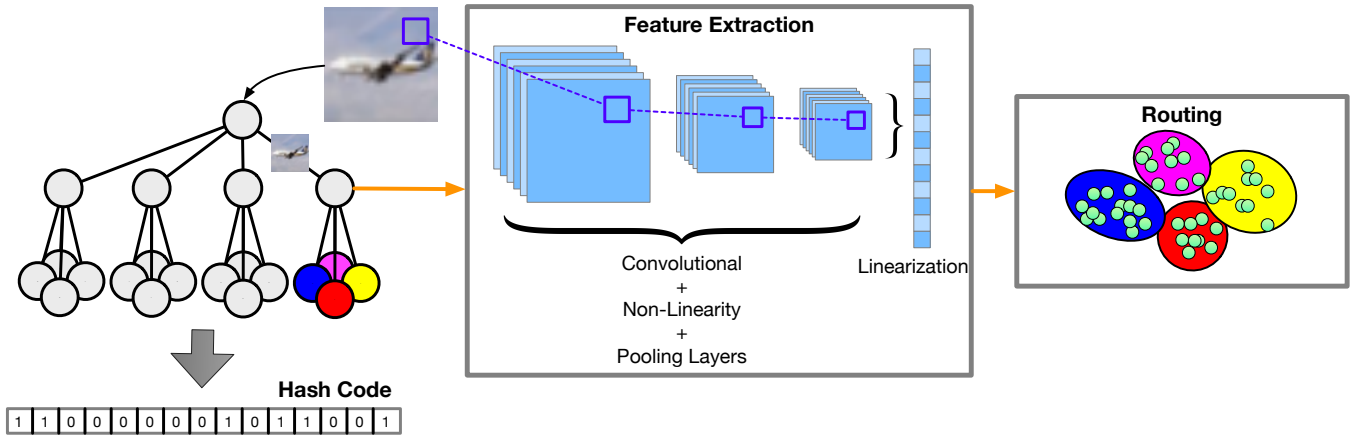 Feature Extraction
Routing
Convolutional
+
Non-Linearity
+
Pooling Layers
Linearization
Hash Code
1 1 0 0 0 0 0 0 1 0 1 1 0 0 1